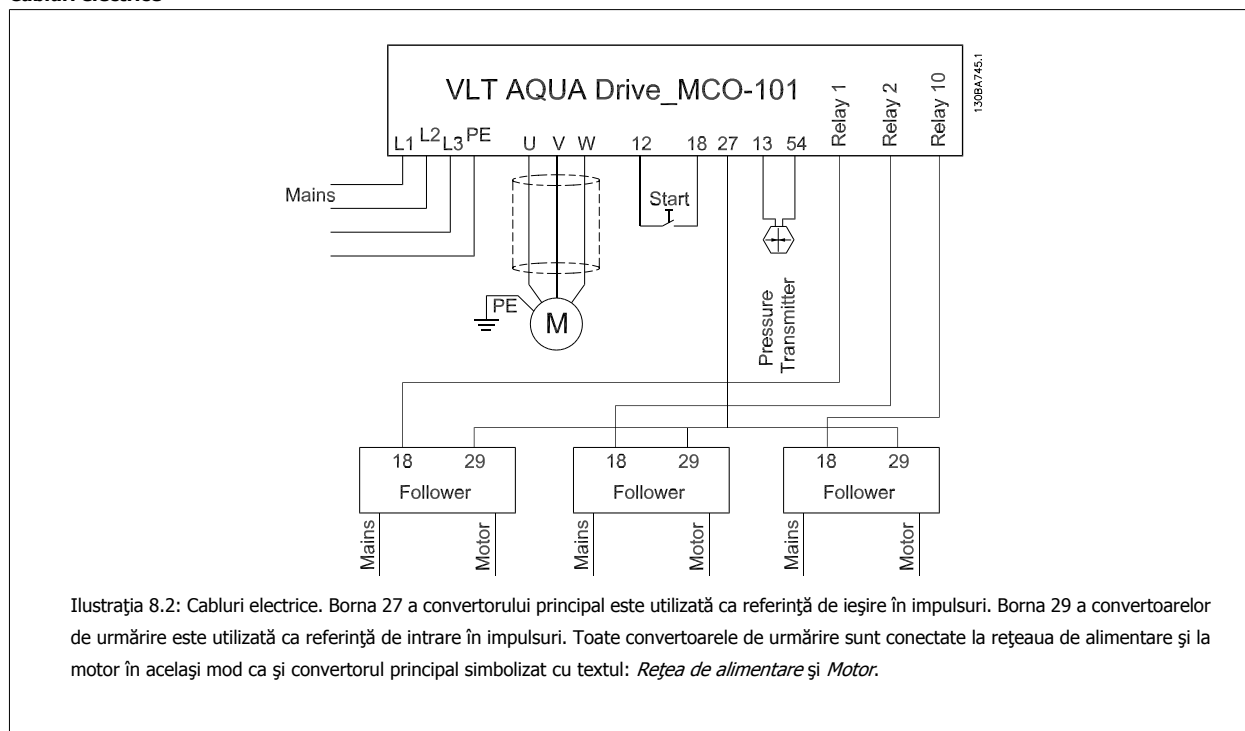 VLT AQUA Drive_MCO-101
Relay 1
Relay 2
Relay 10
130BA745.1
L1 L2 L3 PE U V W 12 18 27 13 54
Mains
Start
PE
M
Pressure
Transmitter
18 29
Follower
Mains
Motor
18 29
Follower
Mains
Motor
18 29
Follower
Mains
Motor
Ilustraţia 8.2: Cabluri electrice. Borna 27 a convertorului principal este utilizată ca referinţă de ieşire în impulsuri. Borna 29 a convertoarelor
de urmărire este utilizată ca referinţă de intrare în impulsuri. Toate convertoarele de urmărire sunt conectate la reţeaua de alimentare şi la
motor în acelaşi mod ca şi convertorul principal simbolizat cu textul: Reţea de alimentare şi Motor.